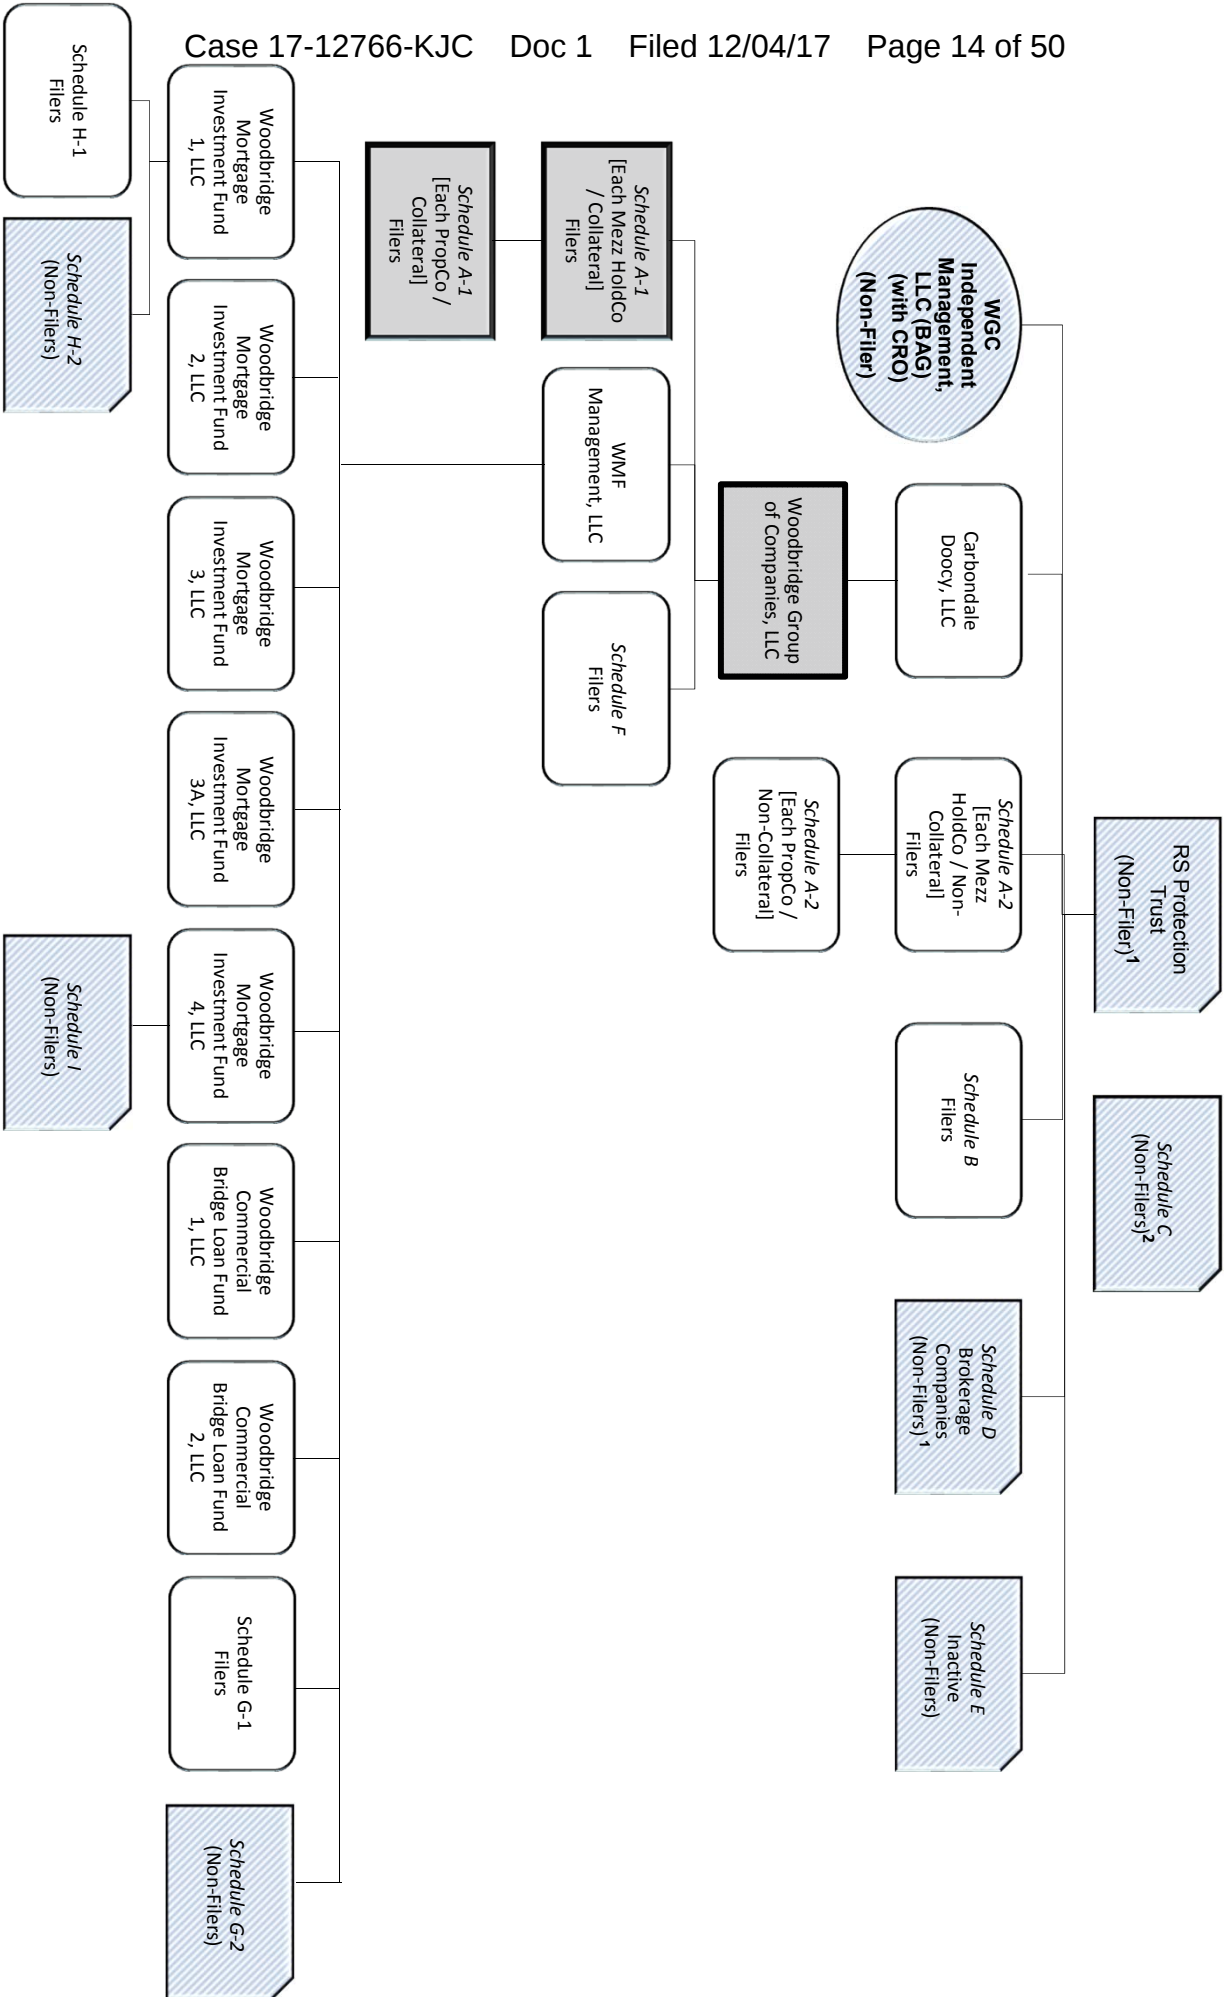 Case 17-12766-KJC Doc 1 Filed 12/04/17 Page 14 of 50
RS Protection
Trust
(Non-Filer)1
Schedule C
(Non-Filers)2
WGC
Independent
Management,
LLC (BAG)
(with CRO)
(Non-Filer)
Carbondale
Doocy, LLC
Schedule A-2
[Each Mezz
HoldCo / Non-
Collateral]
Filers
Schedule B
Filers
Schedule D
Brokerage
Companies
(Non-Filers)1
Schedule E
Inactive
(Non-Filers)
Woodbridge Group
of Companies, LLC
Schedule A-2
[Each PropCo /
Non-Collateral]
Filers
Schedule A-1
[Each Mezz HoldCo
/ Collateral]
Filers
WMF
Management, LLC
Schedule F
Filers
Schedule A-1
[Each PropCo /
Collateral]
Filers
Woodbridge
Mortgage
Investment Fund
1, LLC
Woodbridge
Mortgage
Investment Fund
2, LLC
Woodbridge
Mortgage
Investment Fund
3, LLC
Woodbridge
Mortgage
Investment Fund
3A, LLC
Woodbridge
Mortgage
Investment Fund
4, LLC
Woodbridge
Commercial
Bridge Loan Fund
1, LLC
Woodbridge
Commercial
Bridge Loan Fund
2, LLC
Schedule G-1
Filers
Schedule G-2
(Non-Filers)
Schedule H-1
Filers
Schedule H-2
(Non-Filers)
Schedule I
(Non-Filers)